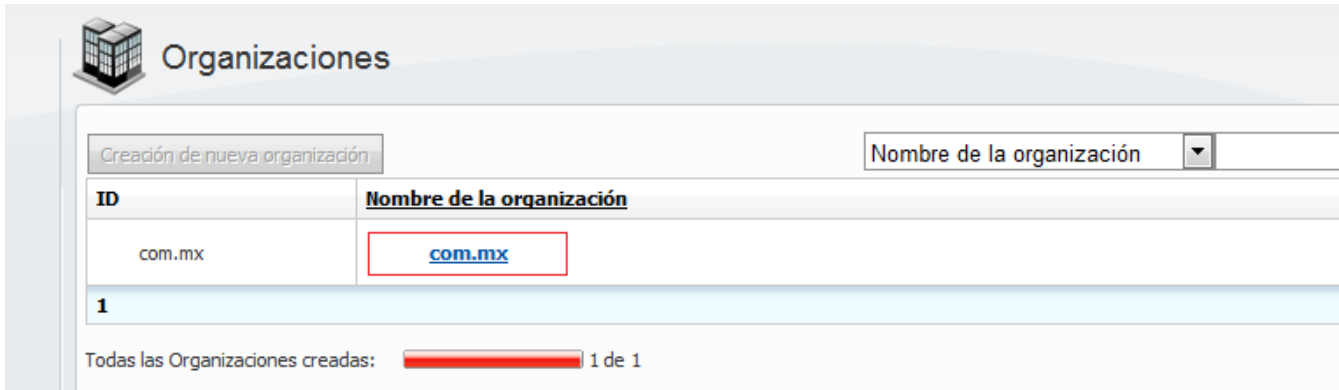 Organizaciones
Creación de nueva organización
Nombre de la organización
ID Nombre de la organización
com.mx com.mx
1
Todas las Organizaciones creadas: 1 de 1